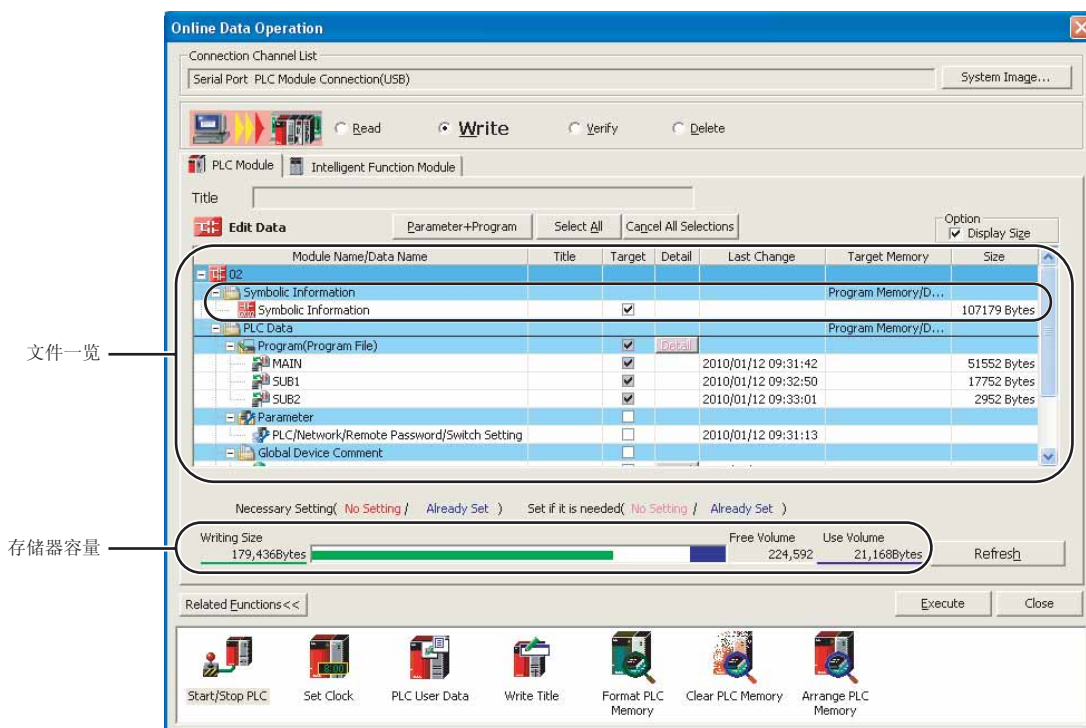 Online Data Operation
Connection Channel List
Serial Port PLC Module Connection(USB)
System Image...
Read
Write
Verify
Delete
PLC Module
Intelligent Function Module
Title
Edit Data
Parameter+Program
Select All
Cancel All Selections
Option
Display Size
Module Name/Data Name Title Target Detail Last Change Target Memory Size
02
Symbolic Information Program Memory/D...
Symbolic Information 107179 Bytes
PLC Data Program Memory/D...
文件一览
Program(Program File) Detail
MAIN 2010/01/12 09:31:42 51552 Bytes
SUB1 2010/01/12 09:32:50 17752 Bytes
SUB2 2010/01/12 09:33:01 2952 Bytes
Parameter
PLC/Network/Remote Password/Switch Setting 2010/01/12 09:31:13
Global Device Comment
Necessary Setting( No Setting / Already Set ) Set if it is needed( No Setting / Already Set )
存储器容量
Writing Size Free Volume Use Volume
179,436Bytes 224,592 21,168Bytes
Refresh
Related Functions<<
Execute
Close
8:00
Start/Stop PLC
Set Clock
PLC User Data
Write Title
Format PLC
Memory
Clear PLC Memory
Arrange PLC
Memory